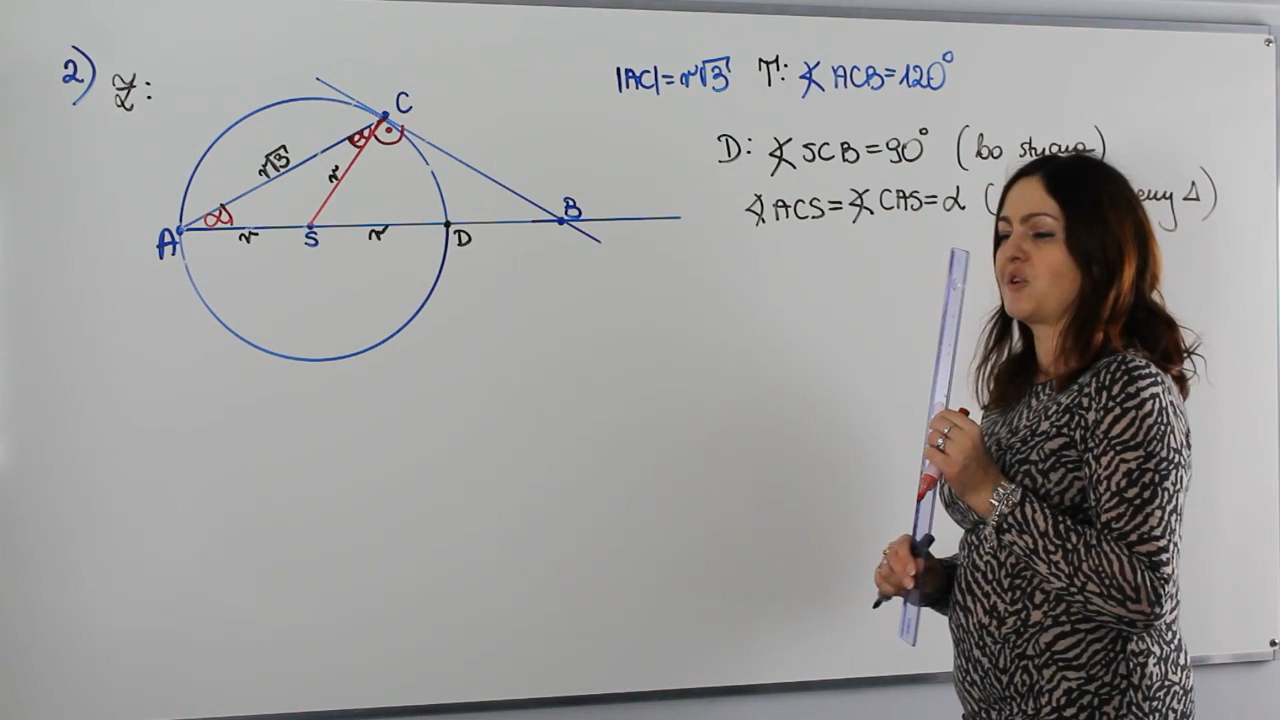 2) Z:
|AC|=r√3 T: ∢ACB=120°
D: ∢SCB=90° (bo styczna)
∢ACS=∢CAS=α ( Δ)
C
α
r√3
r
α
A
r
S
r
D
B